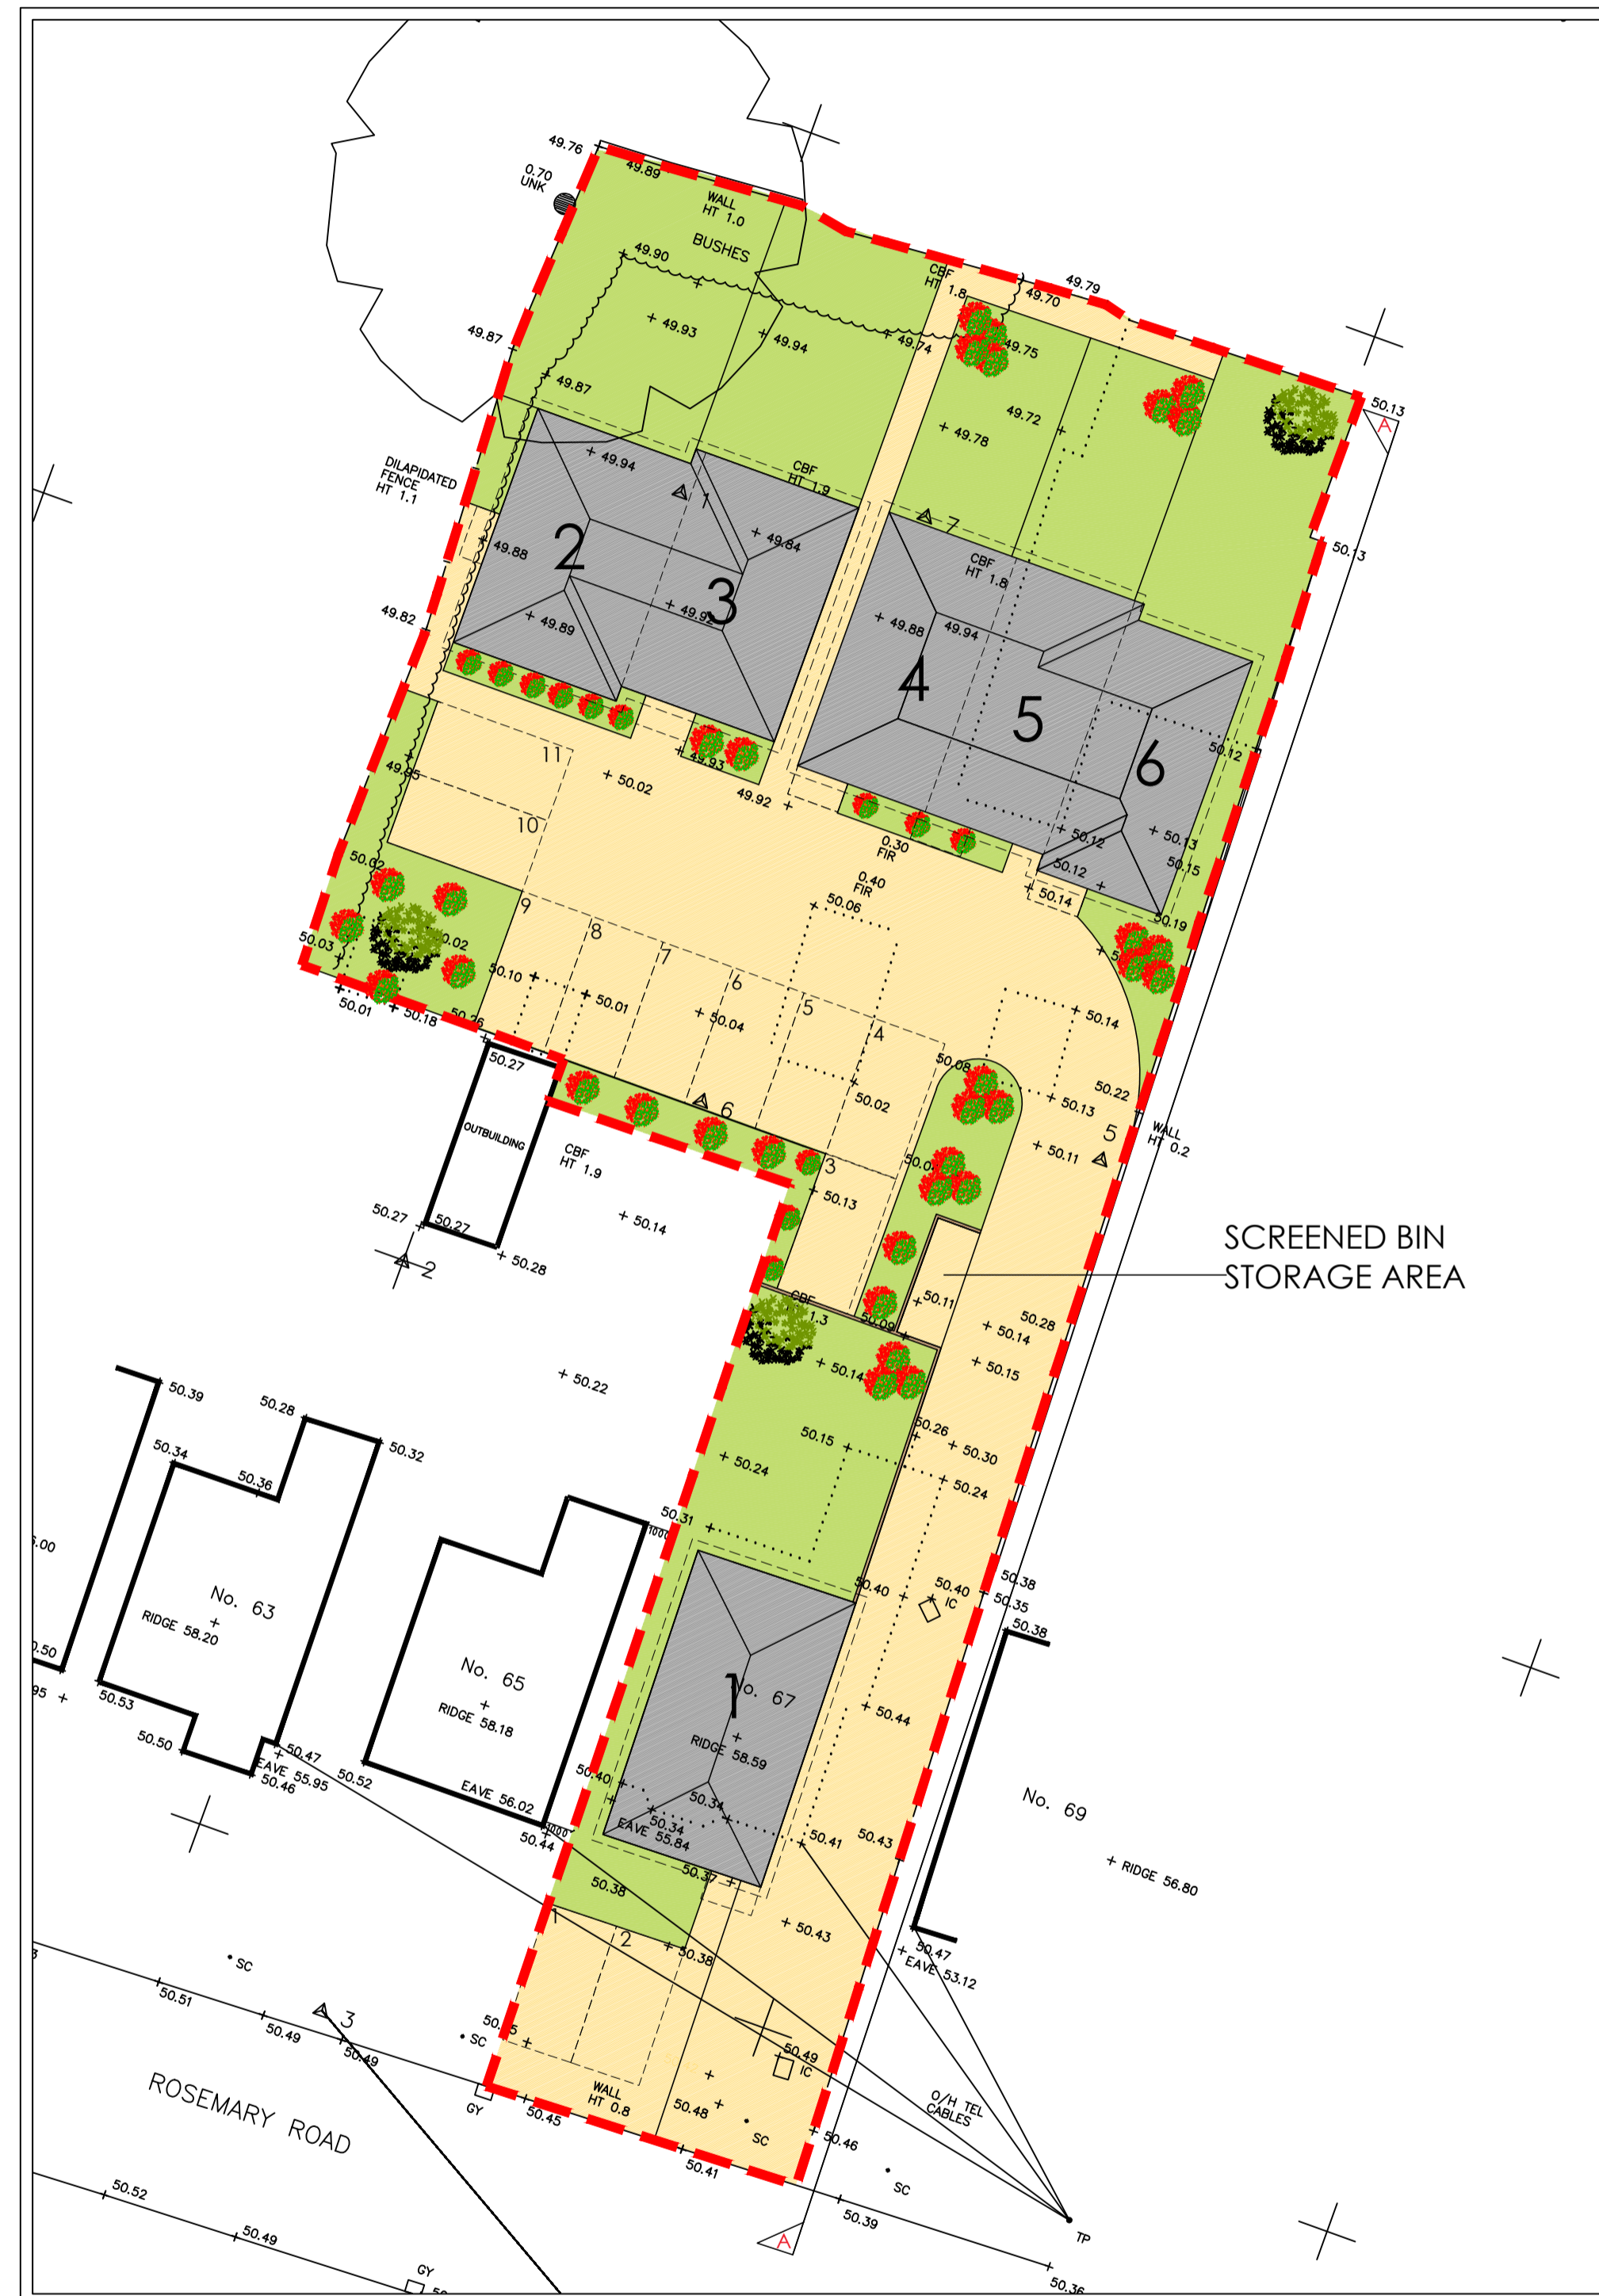 49.76
49.89
0.70
UNK
WALL
HT 1.0
BUSHES
49.90
CBF
HT 1.8
49.79
49.70
49.93
49.94
49.74
49.75
49.87
49.87
49.72
49.78
50.13
A
DILAPIDATED
FENCE
HT 1.1
49.94
1
CBF
HT 1.9
7
50.13
49.88
2
49.84
3
CBF
HT 1.8
49.82
49.89
49.88
49.94
4
5
6
50.12
11
49.95
50.02
49.93
49.92
10
0.30
FIR
50.12
50.13
50.15
50.12
50.02
0.40
FIR
50.06
50.14
50.19
9
8
7
6
5
4
50.03
50.10
50.01
50.04
50.14
50.01
50.18
50.26
50.27
50.08
50.02
50.13
50.22
OUTBUILDING
6
5
WALL
HT 0.2
50.11
CBF
HT 1.9
3
50.13
50.27
50.27
50.14
50.28
2
SCREENED BIN
STORAGE AREA
50.11
50.09
50.28
50.14
50.15
50.14
50.22
50.39
50.28
50.32
50.34
50.36
50.15
50.26
50.30
50.24
50.24
50.31
1000
No. 63
RIDGE 58.20
No. 65
RIDGE 58.18
50.40
50.40
IC
50.38
50.35
50.38
1
No. 67
RIDGE 58.59
50.44
50.53
50.50
50.47
EAVE 55.95
50.46
50.52
EAVE 56.02
50.44
50.40
50.34
50.34
EAVE 55.84
50.41
50.43
No. 69
RIDGE 56.80
50.37
50.38
1
2
50.38
50.43
50.47
EAVE 53.12
SC
50.51
50.49
3
50.49
SC
50.49
IC
ROSEMARY ROAD
GY
50.45
WALL
HT 0.8
50.48
SC
50.46
O/H TEL
CABLES
50.41
SC
50.39
A
TP
50.52
50.49
GY
50.36